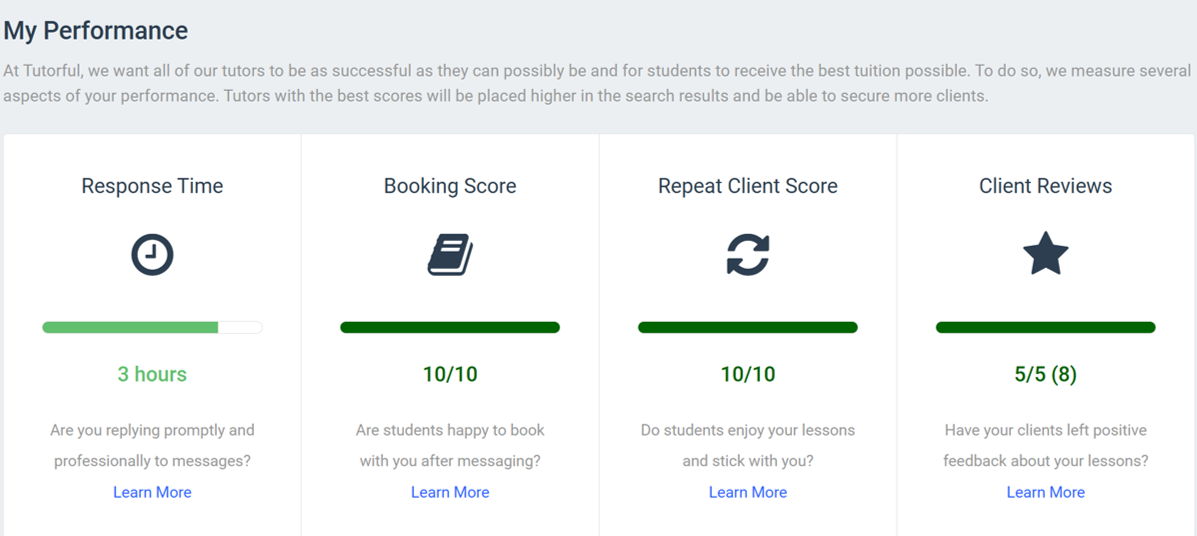 My Performance
At Tutorful, we want all of our tutors to be as successful as they can possibly be and for students to receive the best tuition possible. To do so, we measure several
aspects of your performance. Tutors with the best scores will be placed higher in the search results and be able to secure more clients.
Response Time
3 hours
Are you replying promptly and
professionally to messages?
Learn More
Booking Score
10/10
Are students happy to book
with you after messaging?
Learn More
Repeat Client Score
10/10
Do students enjoy your lessons
and stick with you?
Learn More
Client Reviews
5/5 (8)
Have your clients left positive
feedback about your lessons?
Learn More